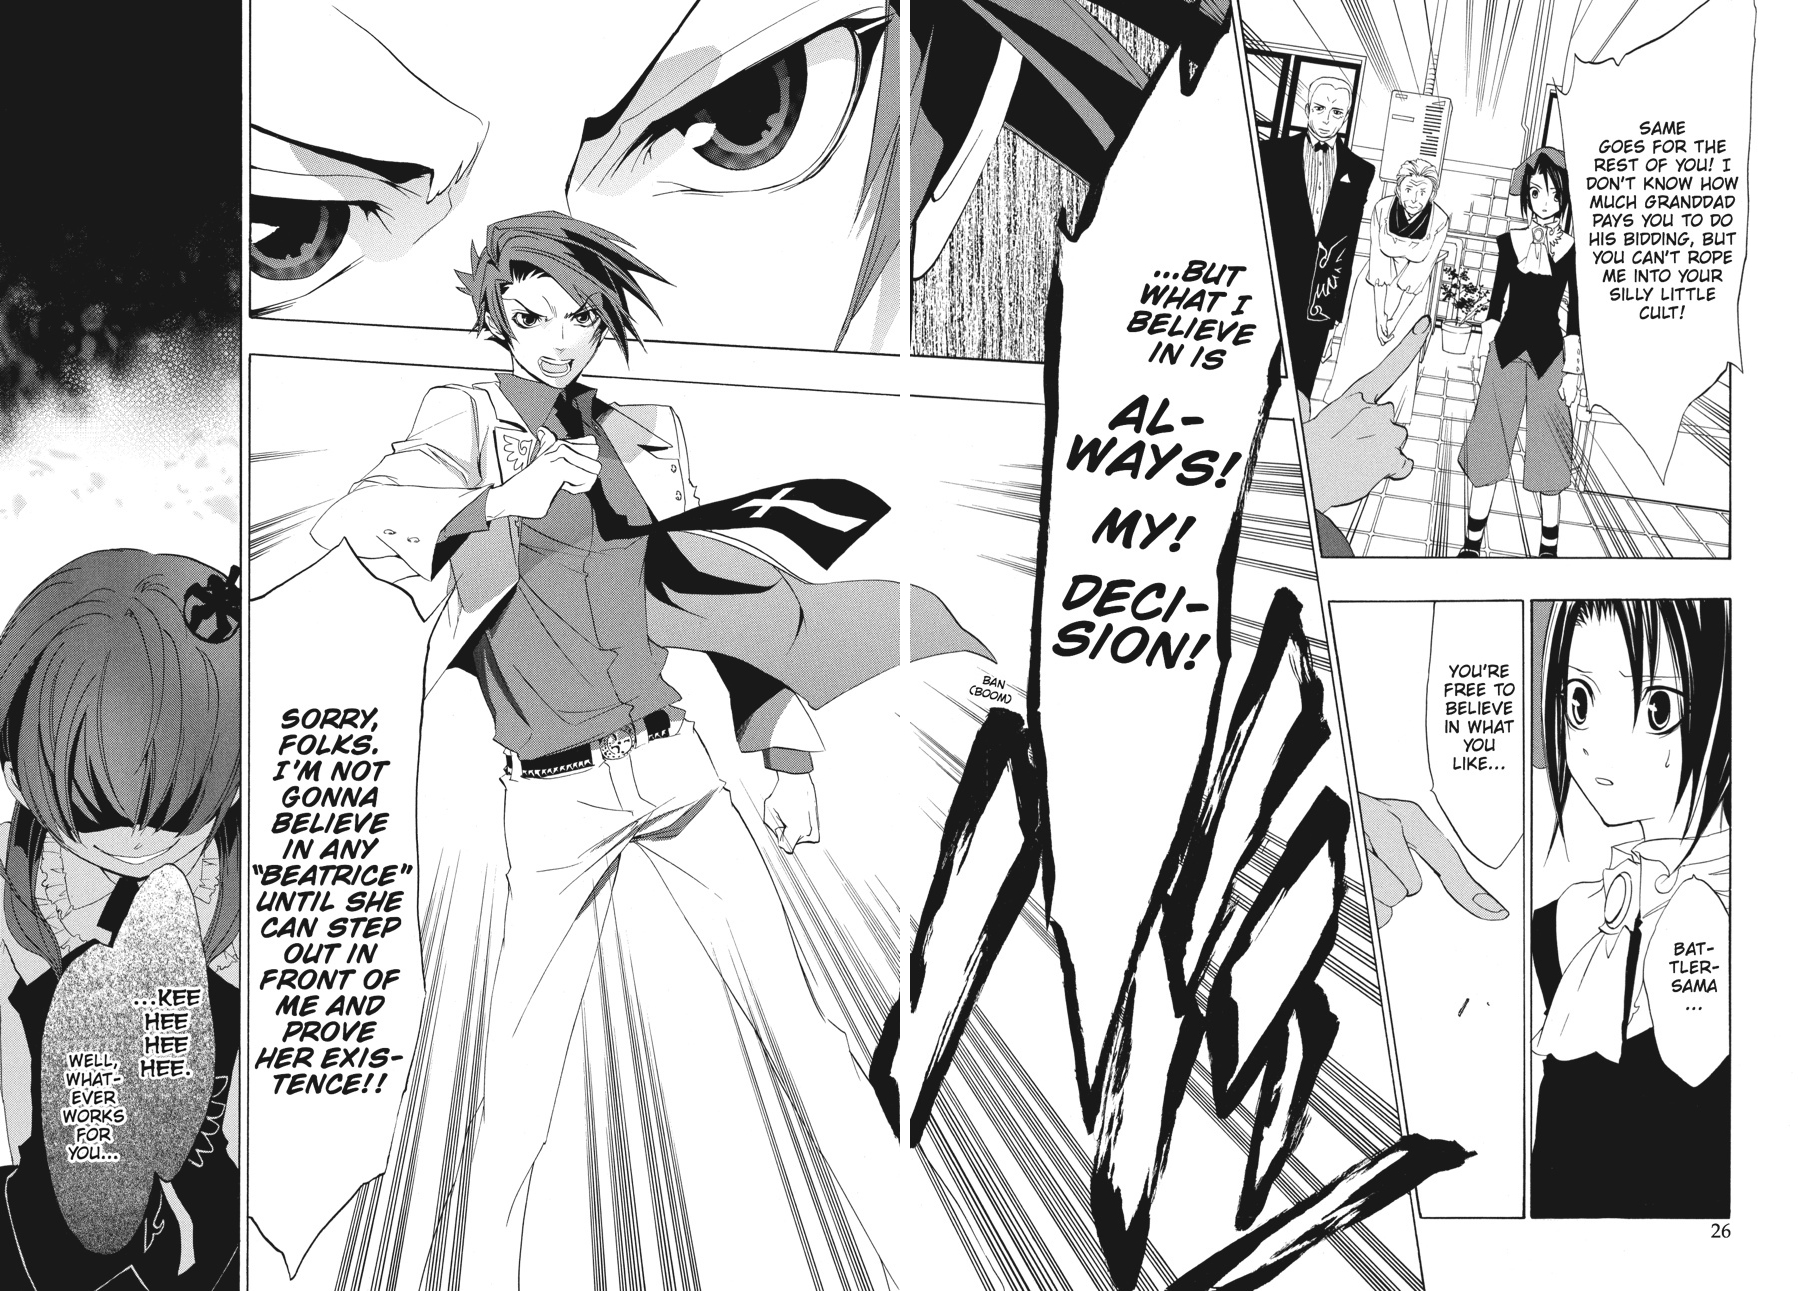 SAME
GOES FOR THE
REST OF YOU! I
DON'T KNOW HOW
MUCH GRANDDAD
PAYS YOU TO DO
HIS BIDDING, BUT
YOU CAN'T ROPE
ME INTO YOUR
SILLY LITTLE
CULT!
BAT-
TLER-
SAMA
...
YOU'RE
FREE TO
BELIEVE
IN WHAT
YOU
LIKE...
...BUT
WHAT I
BELIEVE
IN IS
AL-
WAYS!
MY!
DECI-
SION!
BAN
(BOOM)
SORRY,
FOLKS.
I'M NOT
GONNA
BELIEVE
IN ANY
"BEATRICE"
UNTIL SHE
CAN STEP
OUT IN
FRONT OF
ME AND
PROVE
HER EXIS-
TENCE!!
...KEE
HEE
HEE
HEE.
WELL,
WHAT-
EVER
WORKS
FOR
YOU...
26